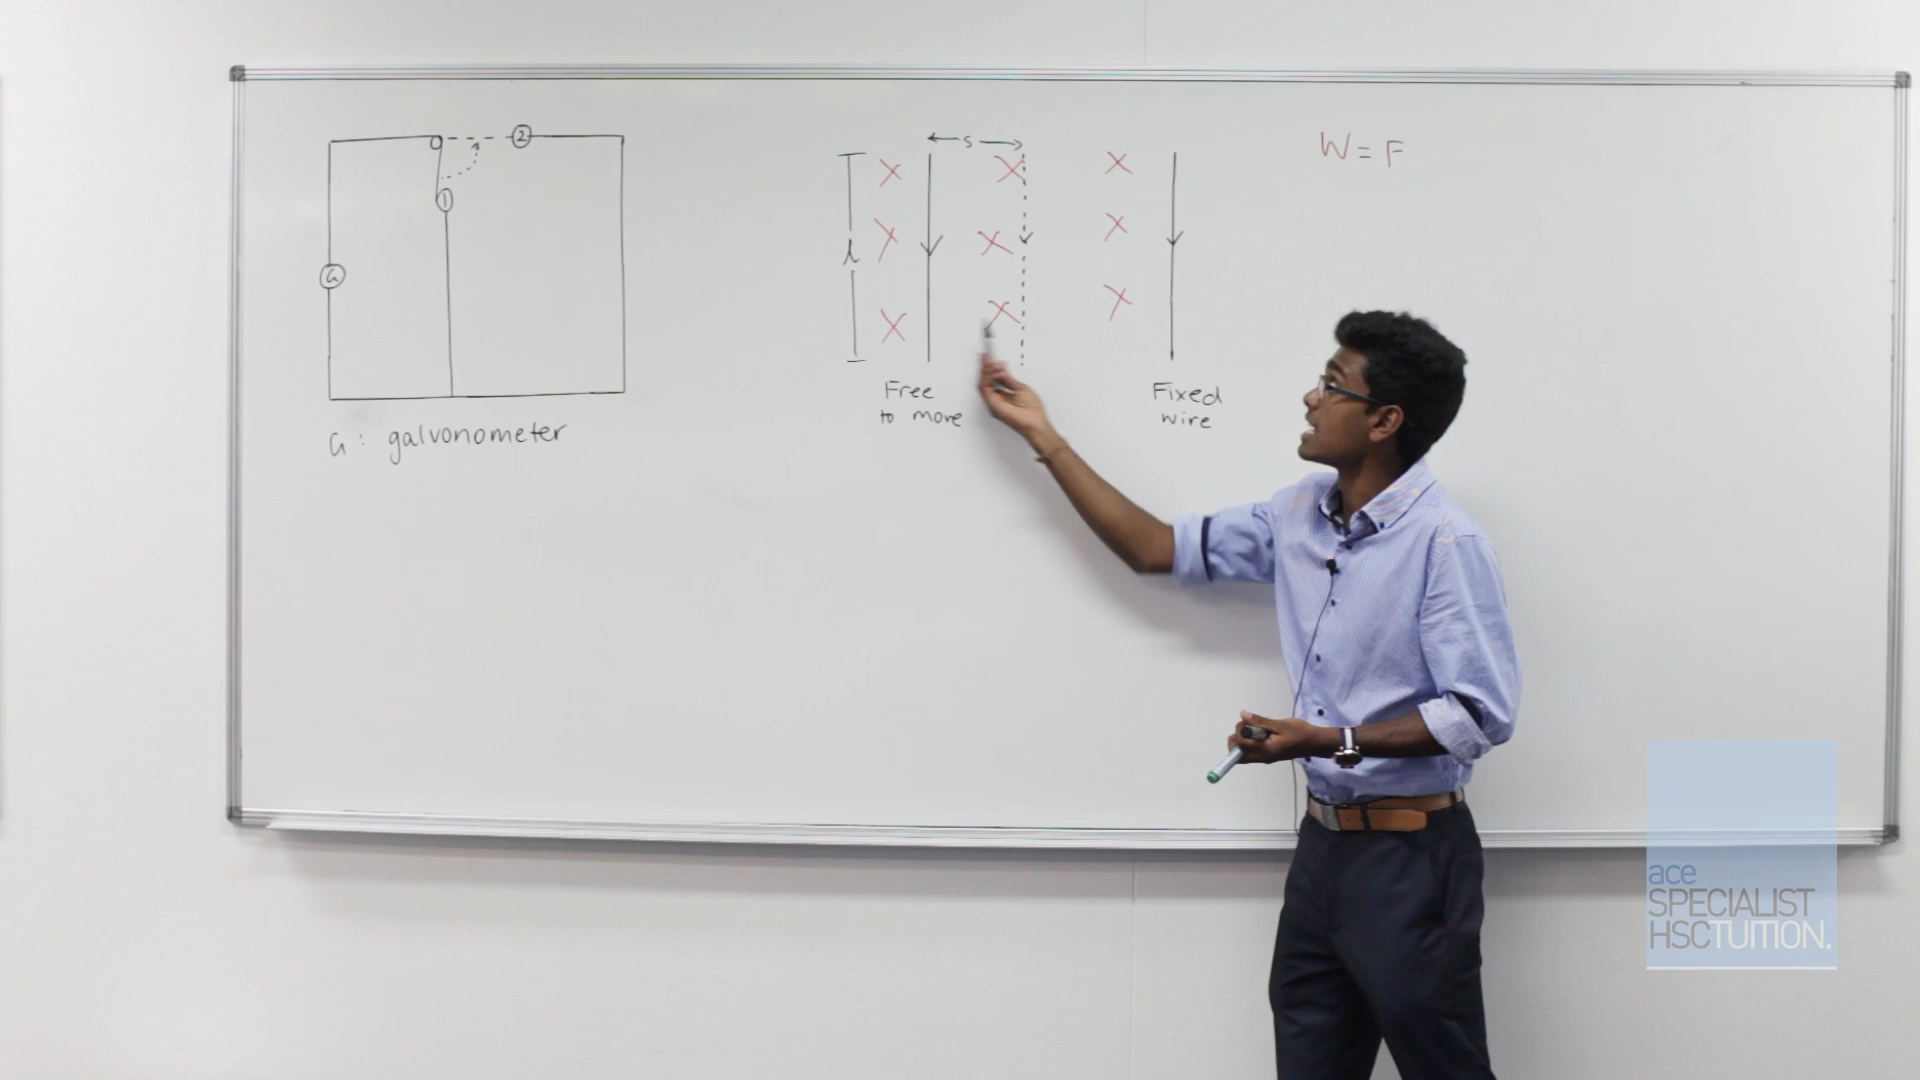 2
1
G
G: galvonometer
s
l
Free
to move
Fixed
wire
W = F
ace
SPECIALIST
HSCTUITION.